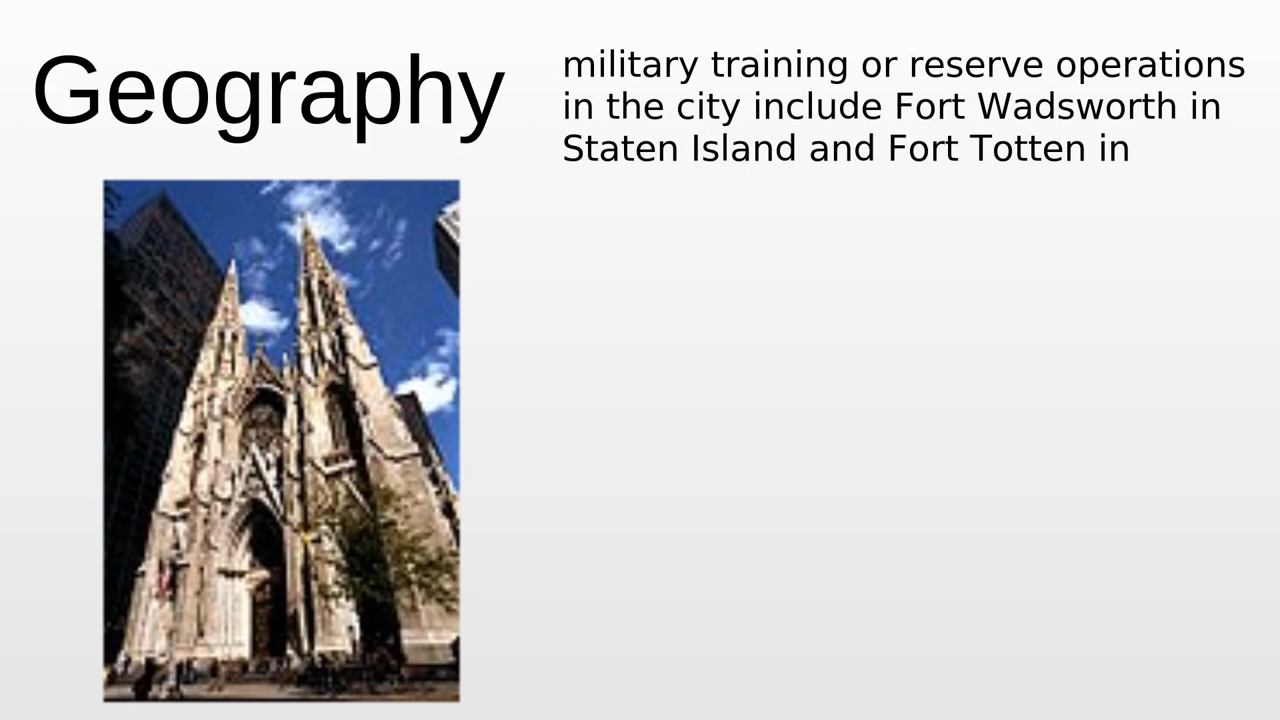 Geography
military training or reserve operations
in the city include Fort Wadsworth in
Staten Island and Fort Totten in